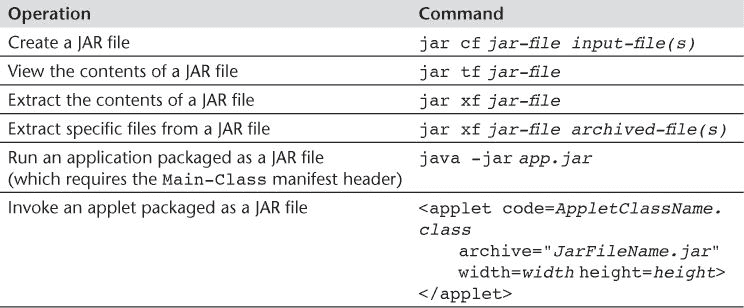 Operation Command
Create a JAR file jar cf jar-file input-file(s)
View the contents of a JAR file jar tf jar-file
Extract the contents of a JAR file jar xf jar-file
Extract specific files from a JAR file jar xf jar-file archived-file(s)
Run an application packaged as a JAR file java -jar app.jar
(which requires the Main-Class manifest header)
Invoke an applet packaged as a JAR file <applet code=AppletClassName.
class
archive="JarFileName.jar"
width=width height=height>
</applet>